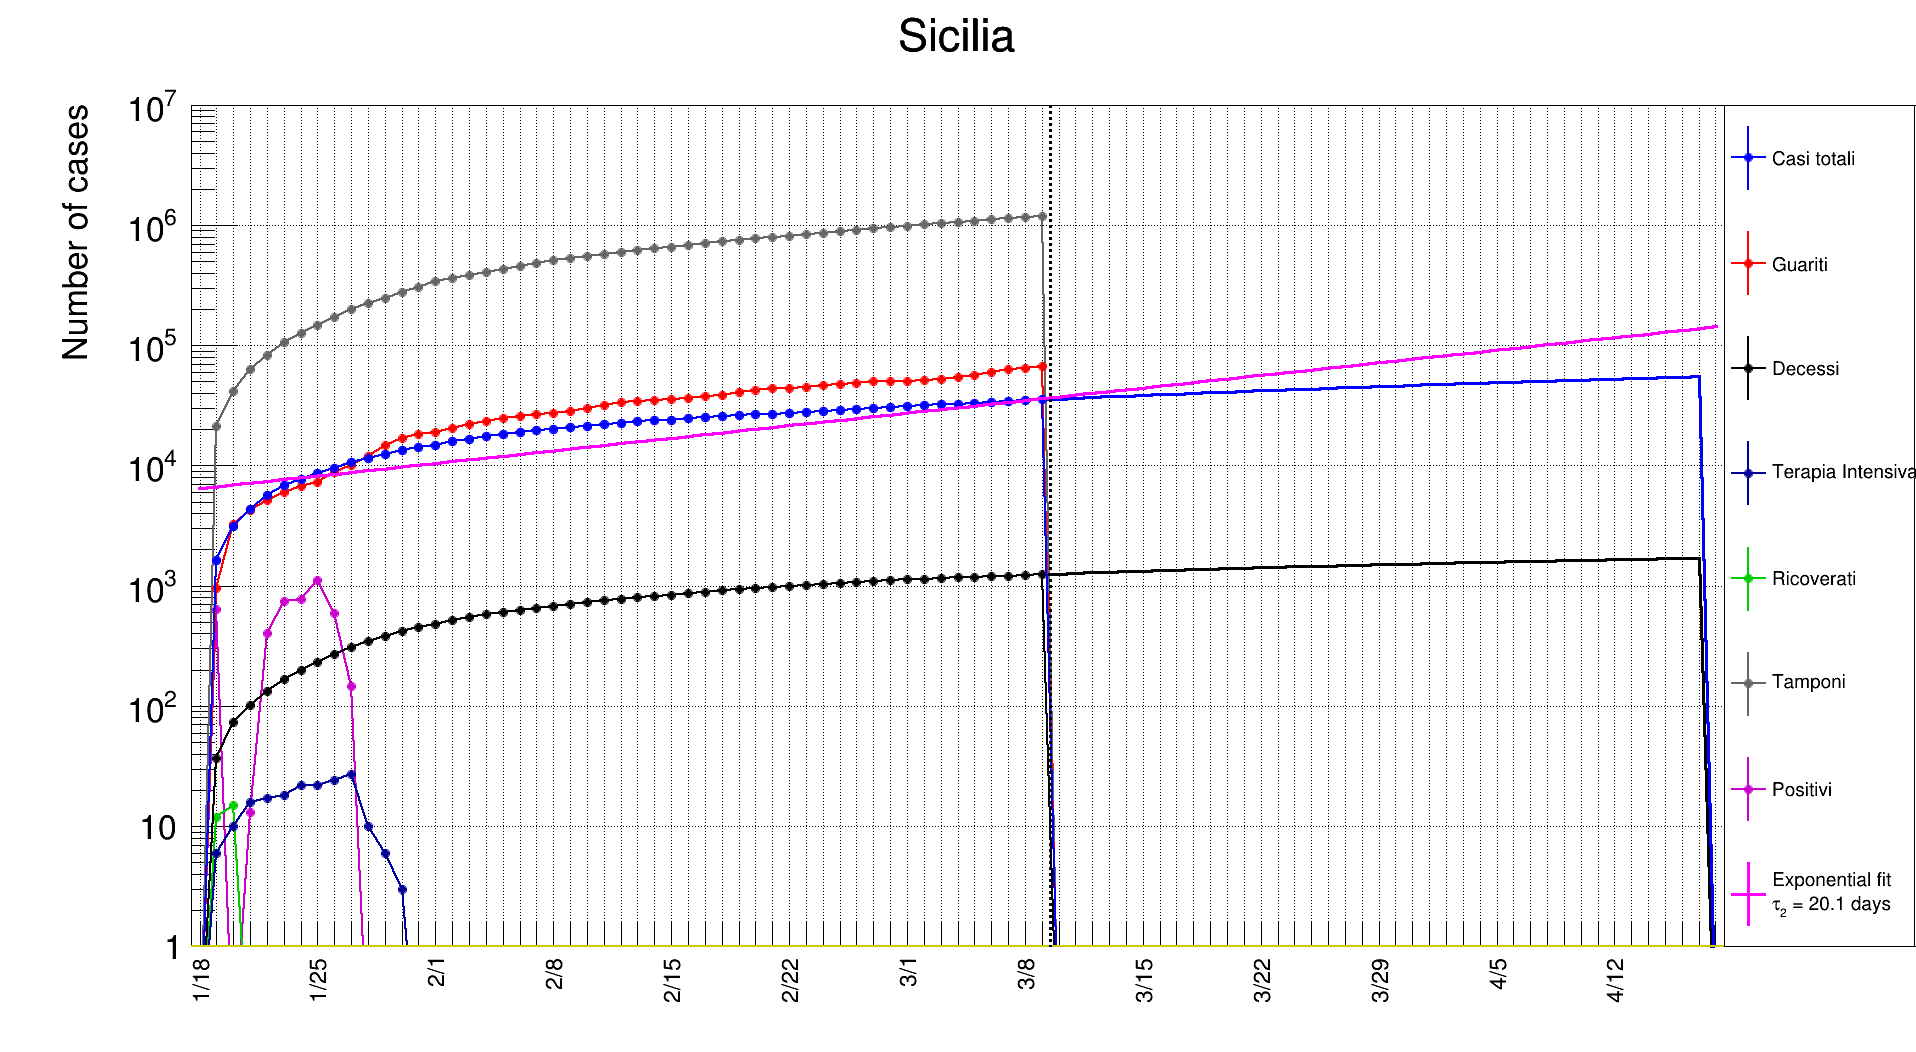 Sicilia
Number of cases
10^7
10^6
10^5
10^4
10^3
10^2
10
1
1/18
1/25
2/1
2/8
2/15
2/22
3/1
3/8
3/15
3/22
3/29
4/5
4/12
Casi totali
Guariti
Decessi
Terapia Intensiva
Ricoverati
Tamponi
Positivi
Exponential fit
τ_2 = 20.1 days